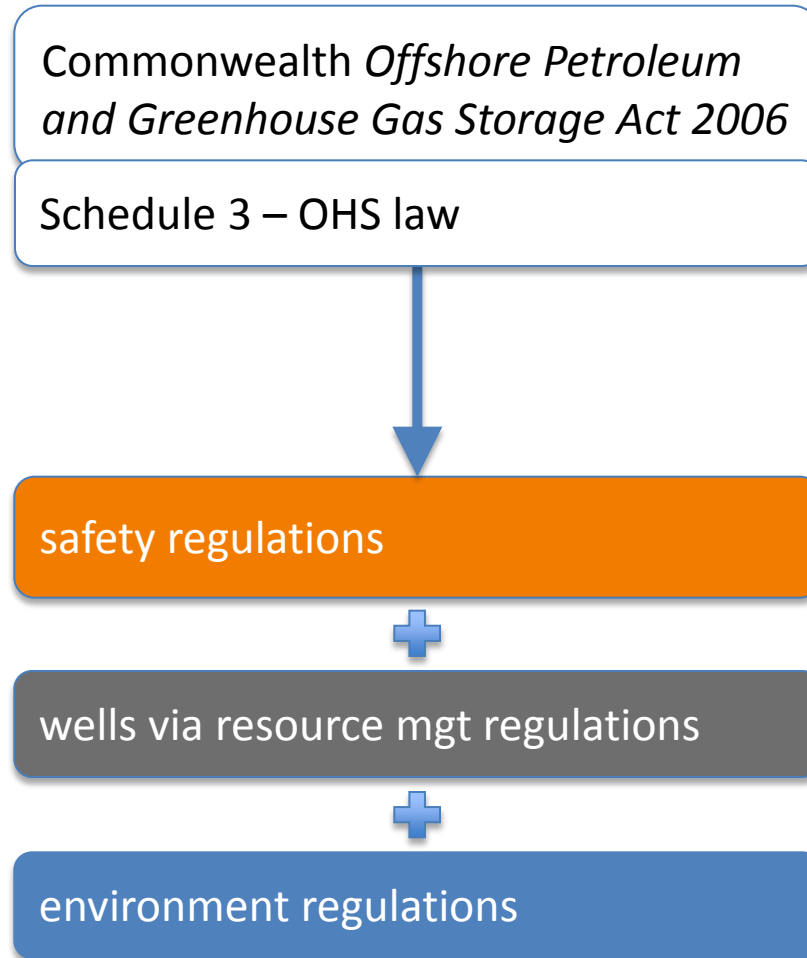 Commonwealth Offshore Petroleum
and Greenhouse Gas Storage Act 2006
Schedule 3 – OHS law
safety regulations
wells via resource mgt regulations
environment regulations